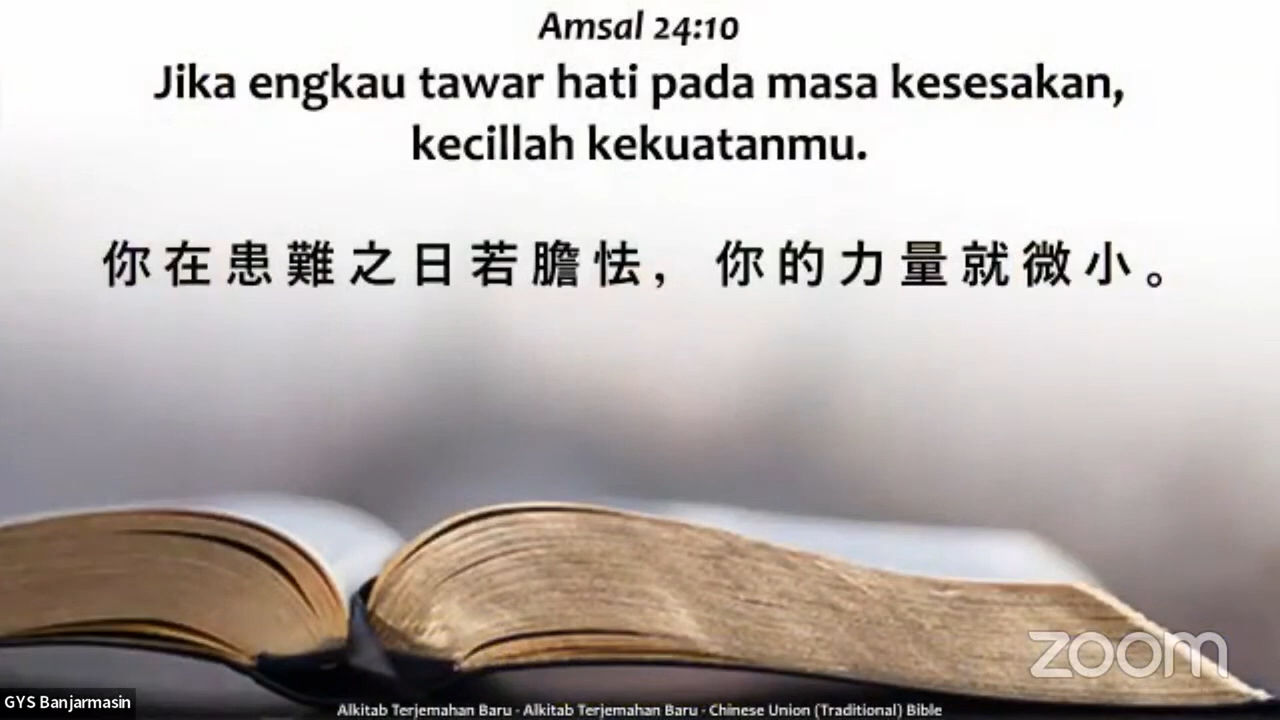 Amsal 24:10
Jika engkau tawar hati pada masa kesesakan,
kecillah kekuatanmu.
你在患難之日若膽怯，你的力量就微小。
zoom
GYS Banjarmasin
Alkitab Terjemahan Baru - Alkitab Terjemahan Baru - Chinese Union (Traditional) Bible